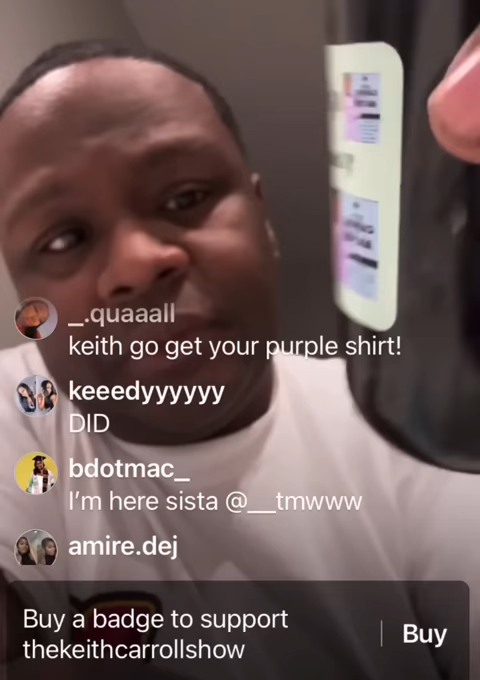 _.quaaall
keith go get your purple shirt!
keeedyyyyyy
DID
bdotmac_
I'm here sista @__tmwww
amire.dej
Buy a badge to support
thekeithcarrollshow
Buy